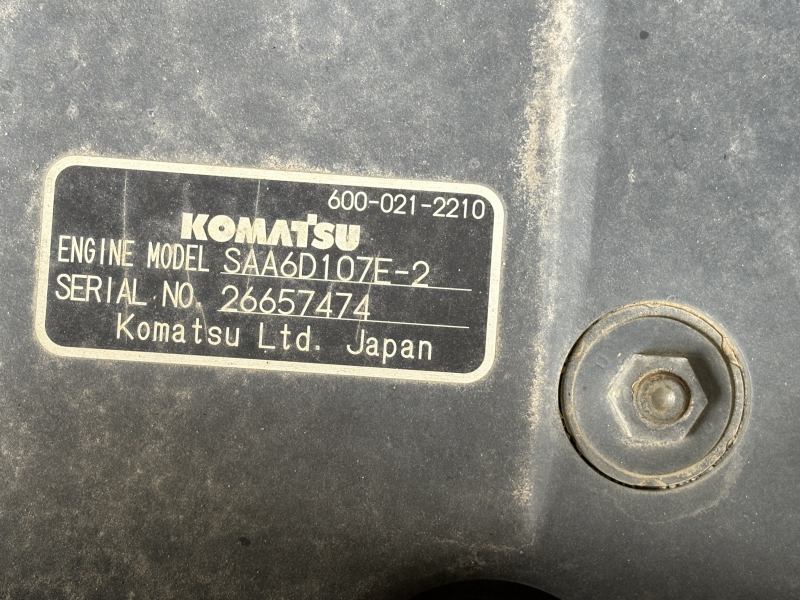 600-021-2210
KOMATSU
ENGINE MODEL SAA6D107E-2
SERIAL NO. 26657474
Komatsu Ltd. Japan